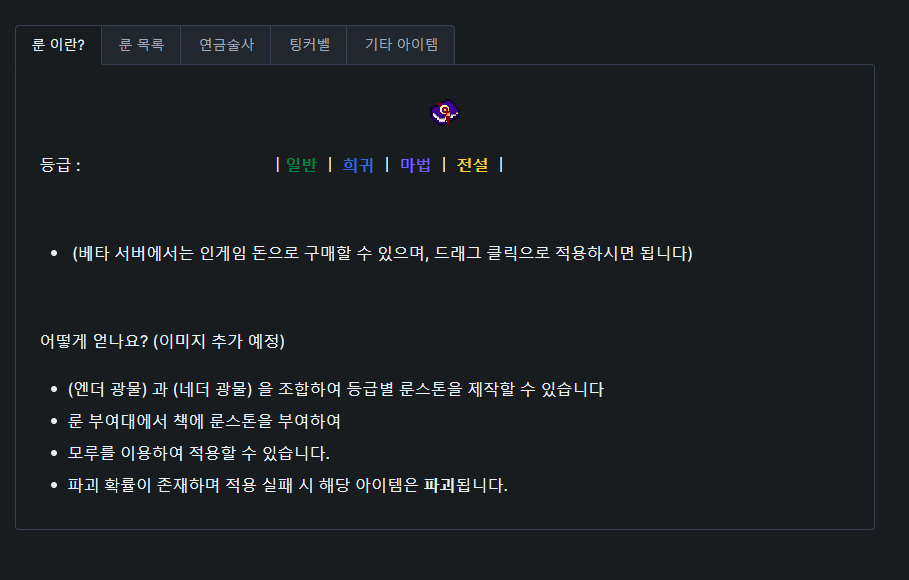 룬 이란? 룬 목록 연금술사 팅커벨 기타 아이템
등급 : | 일반 | 희귀 | 마법 | 전설 |
(베타 서버에서는 인게임 돈으로 구매할 수 있으며, 드래그 클릭으로 적용하시면 됩니다)
어떻게 얻나요? (이미지 추가 예정)
(엔더 광물) 과 (네더 광물) 을 조합하여 등급별 룬스톤을 제작할 수 있습니다
룬 부여대에서 책에 룬스톤을 부여하여
모루를 이용하여 적용할 수 있습니다.
파괴 확률이 존재하며 적용 실패 시 해당 아이템은 파괴됩니다.